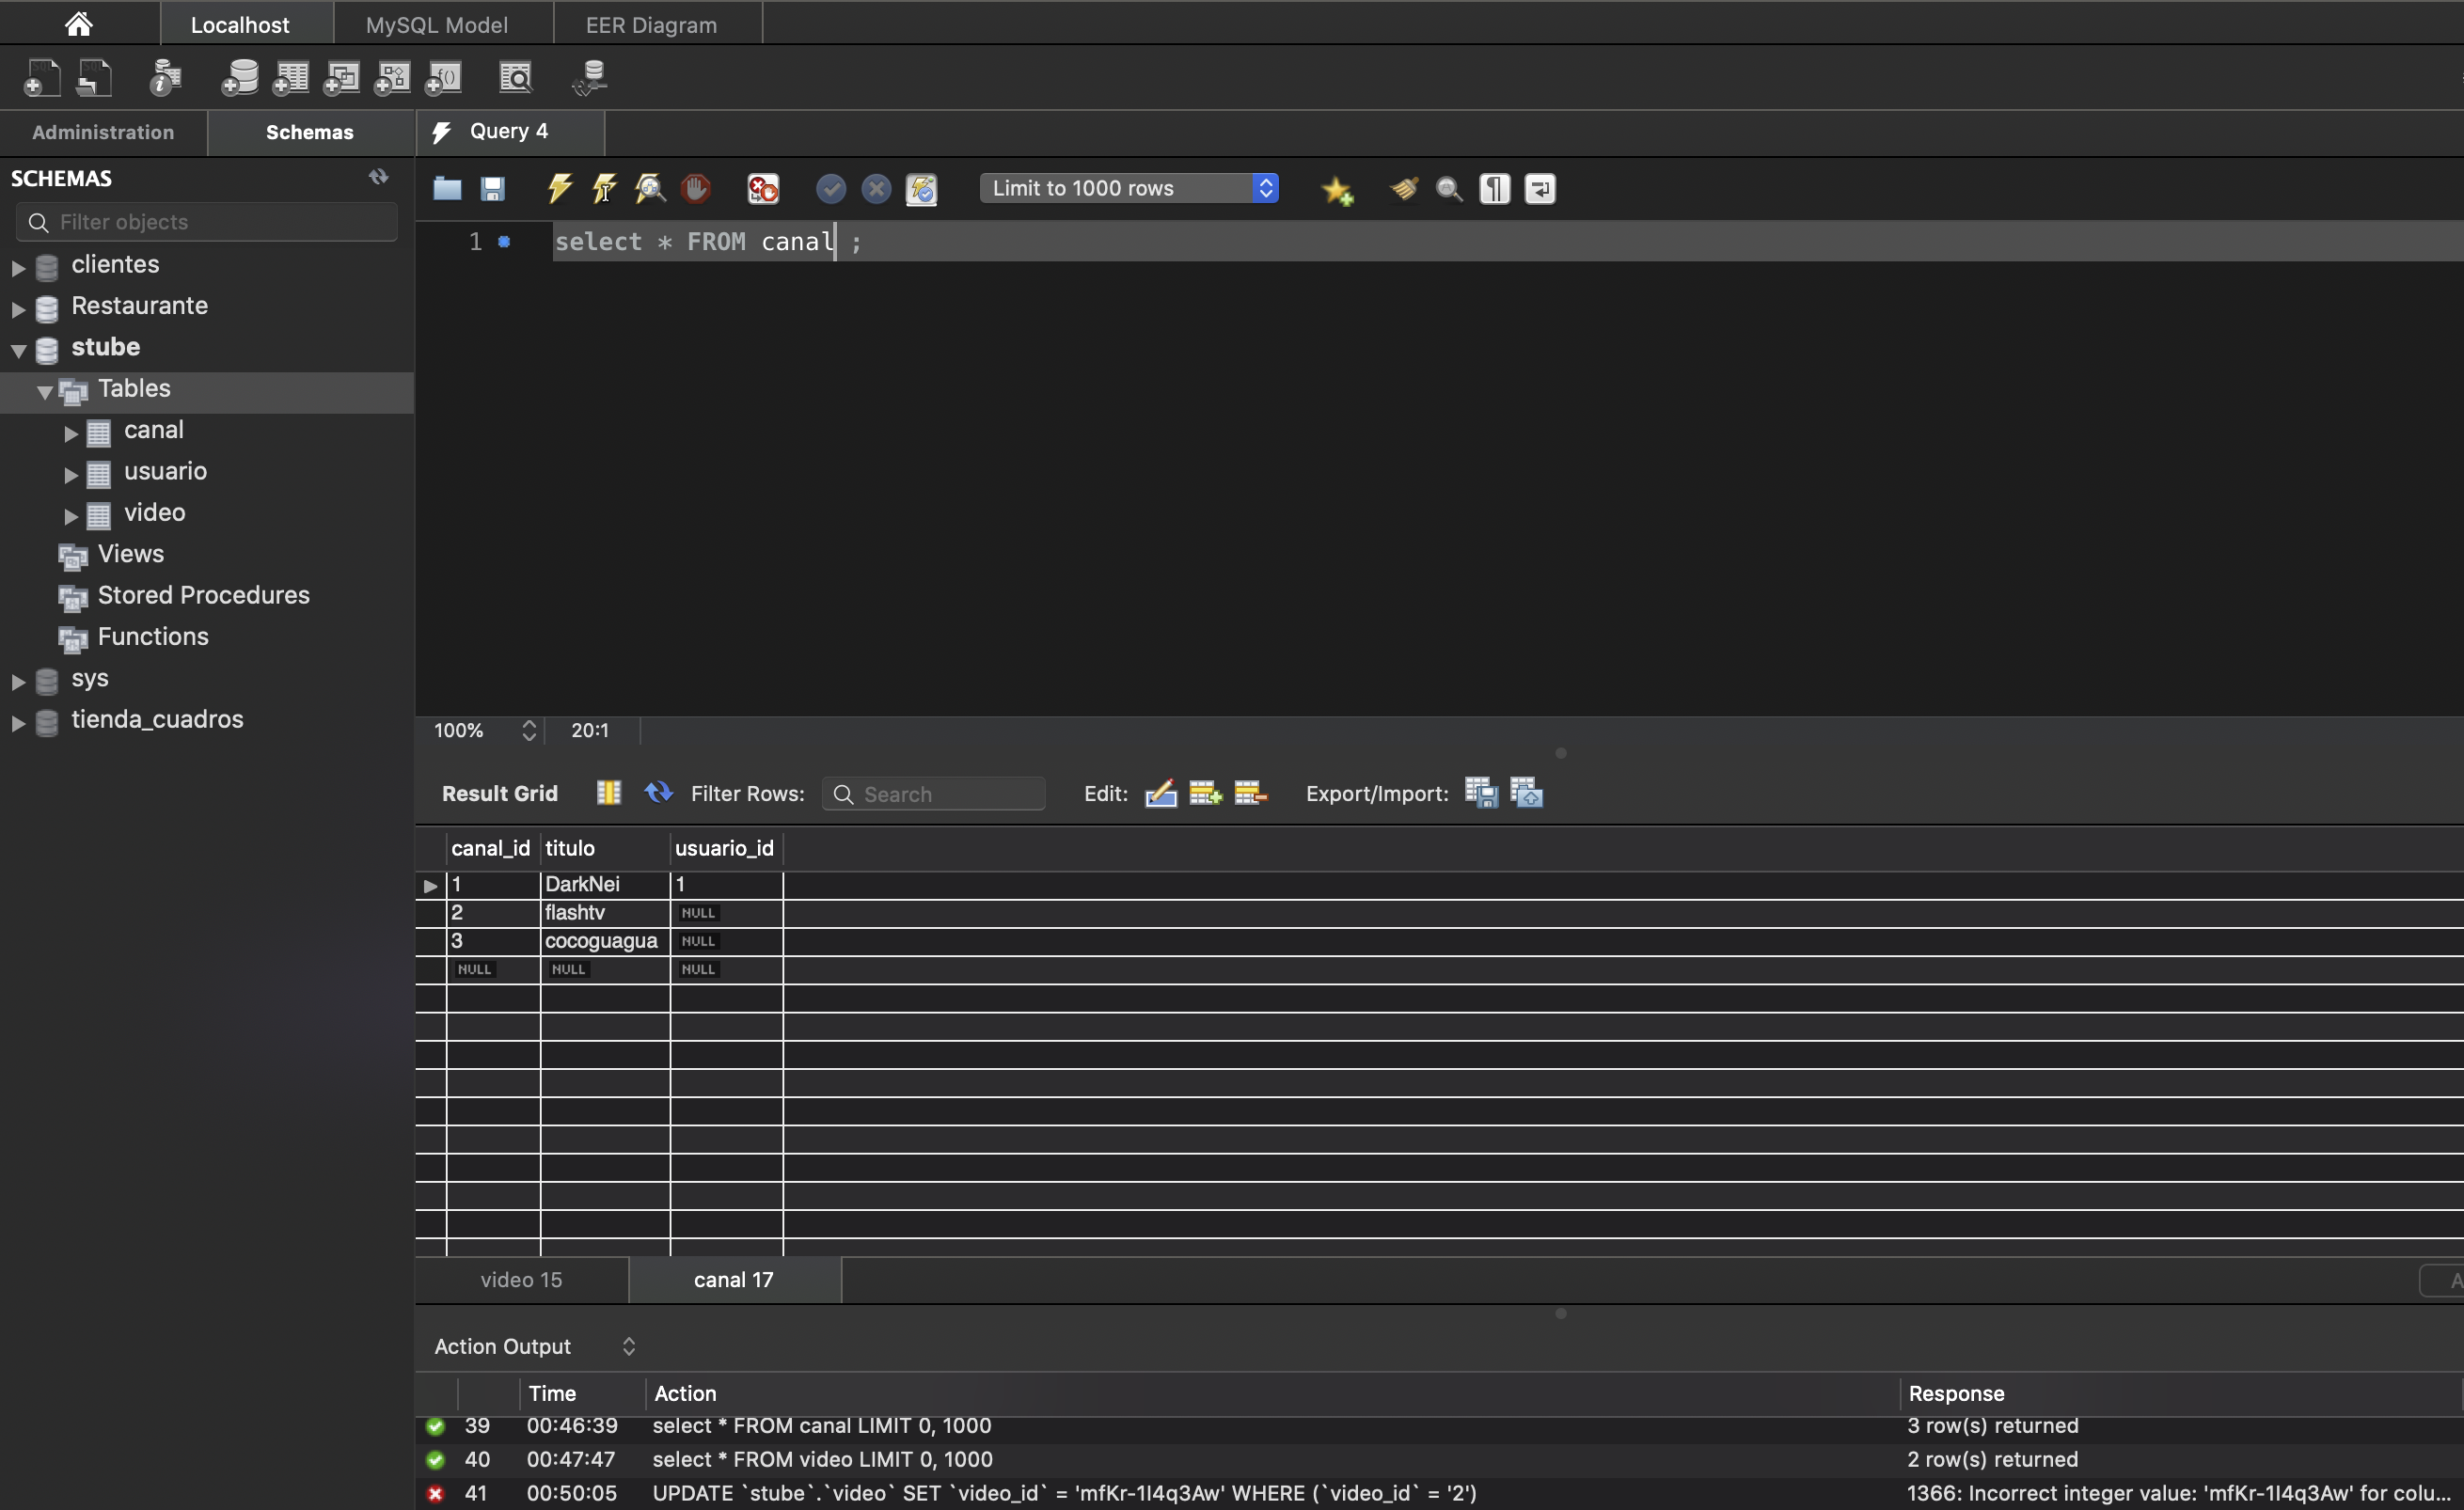 Localhost MySQL Model EER Diagram
Administration Schemas Query 4
SCHEMAS
Limit to 1000 rows
Filter objects
1 select * FROM canal ;
clientes
Restaurante
stube
Tables
canal
usuario
video
Views
Stored Procedures
Functions
sys
tienda_cuadros
100% 20:1
Result Grid Filter Rows: Search Edit: Export/Import:
canal_id titulo usuario_id
1 DarkNei 1
2 flashtv NULL
3 cocoguagua NULL
NULL NULL NULL
video 15 canal 17
Action Output
Time Action Response
39 00:46:39 select * FROM canal LIMIT 0, 1000 3 row(s) returned
40 00:47:47 select * FROM video LIMIT 0, 1000 2 row(s) returned
41 00:50:05 UPDATE `stube`.`video` SET `video_id` = 'mfKr-1I4q3Aw' WHERE (`video_id` = '2') 1366: Incorrect integer value: 'mfKr-1I4q3Aw' for colu...